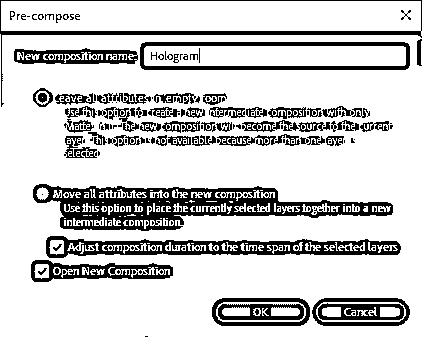 Pre-compose
New composition name: Hologram
Leave all attributes in empty room
Use this option to create a new intermediate composition with only
Matte in it. The new composition will become the source to the current
layer. This option is not available because more than one layer is
selected
Move all attributes into the new composition
Use this option to place the currently selected layers together into a new
intermediate composition.
Adjust composition duration to the time span of the selected layers
Open New Composition
OK
Cancel